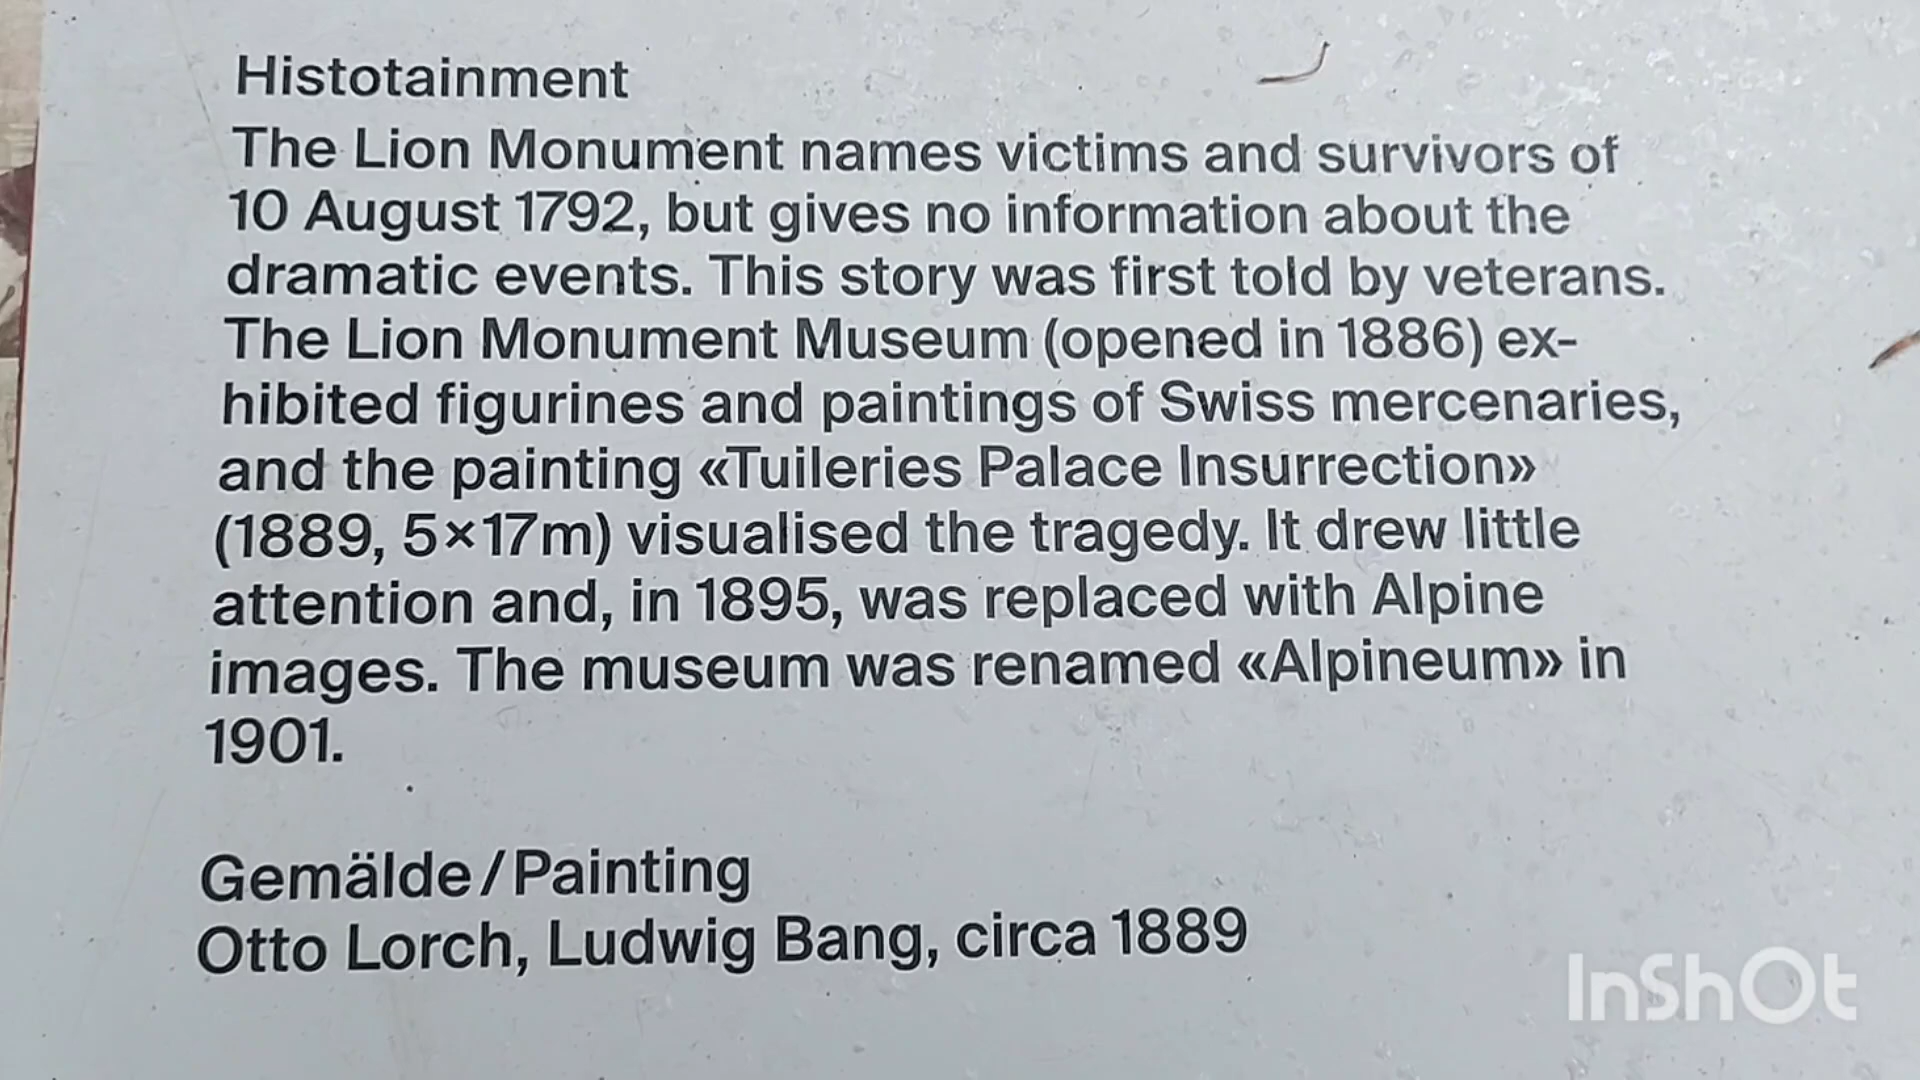 Histotainment
The Lion Monument names victims and survivors of
10 August 1792, but gives no information about the
dramatic events. This story was first told by veterans.
The Lion Monument Museum (opened in 1886) ex-
hibited figurines and paintings of Swiss mercenaries,
and the painting «Tuileries Palace Insurrection»
(1889, 5×17m) visualised the tragedy. It drew little
attention and, in 1895, was replaced with Alpine
images. The museum was renamed «Alpineum» in
1901.
Gemälde/Painting
Otto Lorch, Ludwig Bang, circa 1889
InShOt